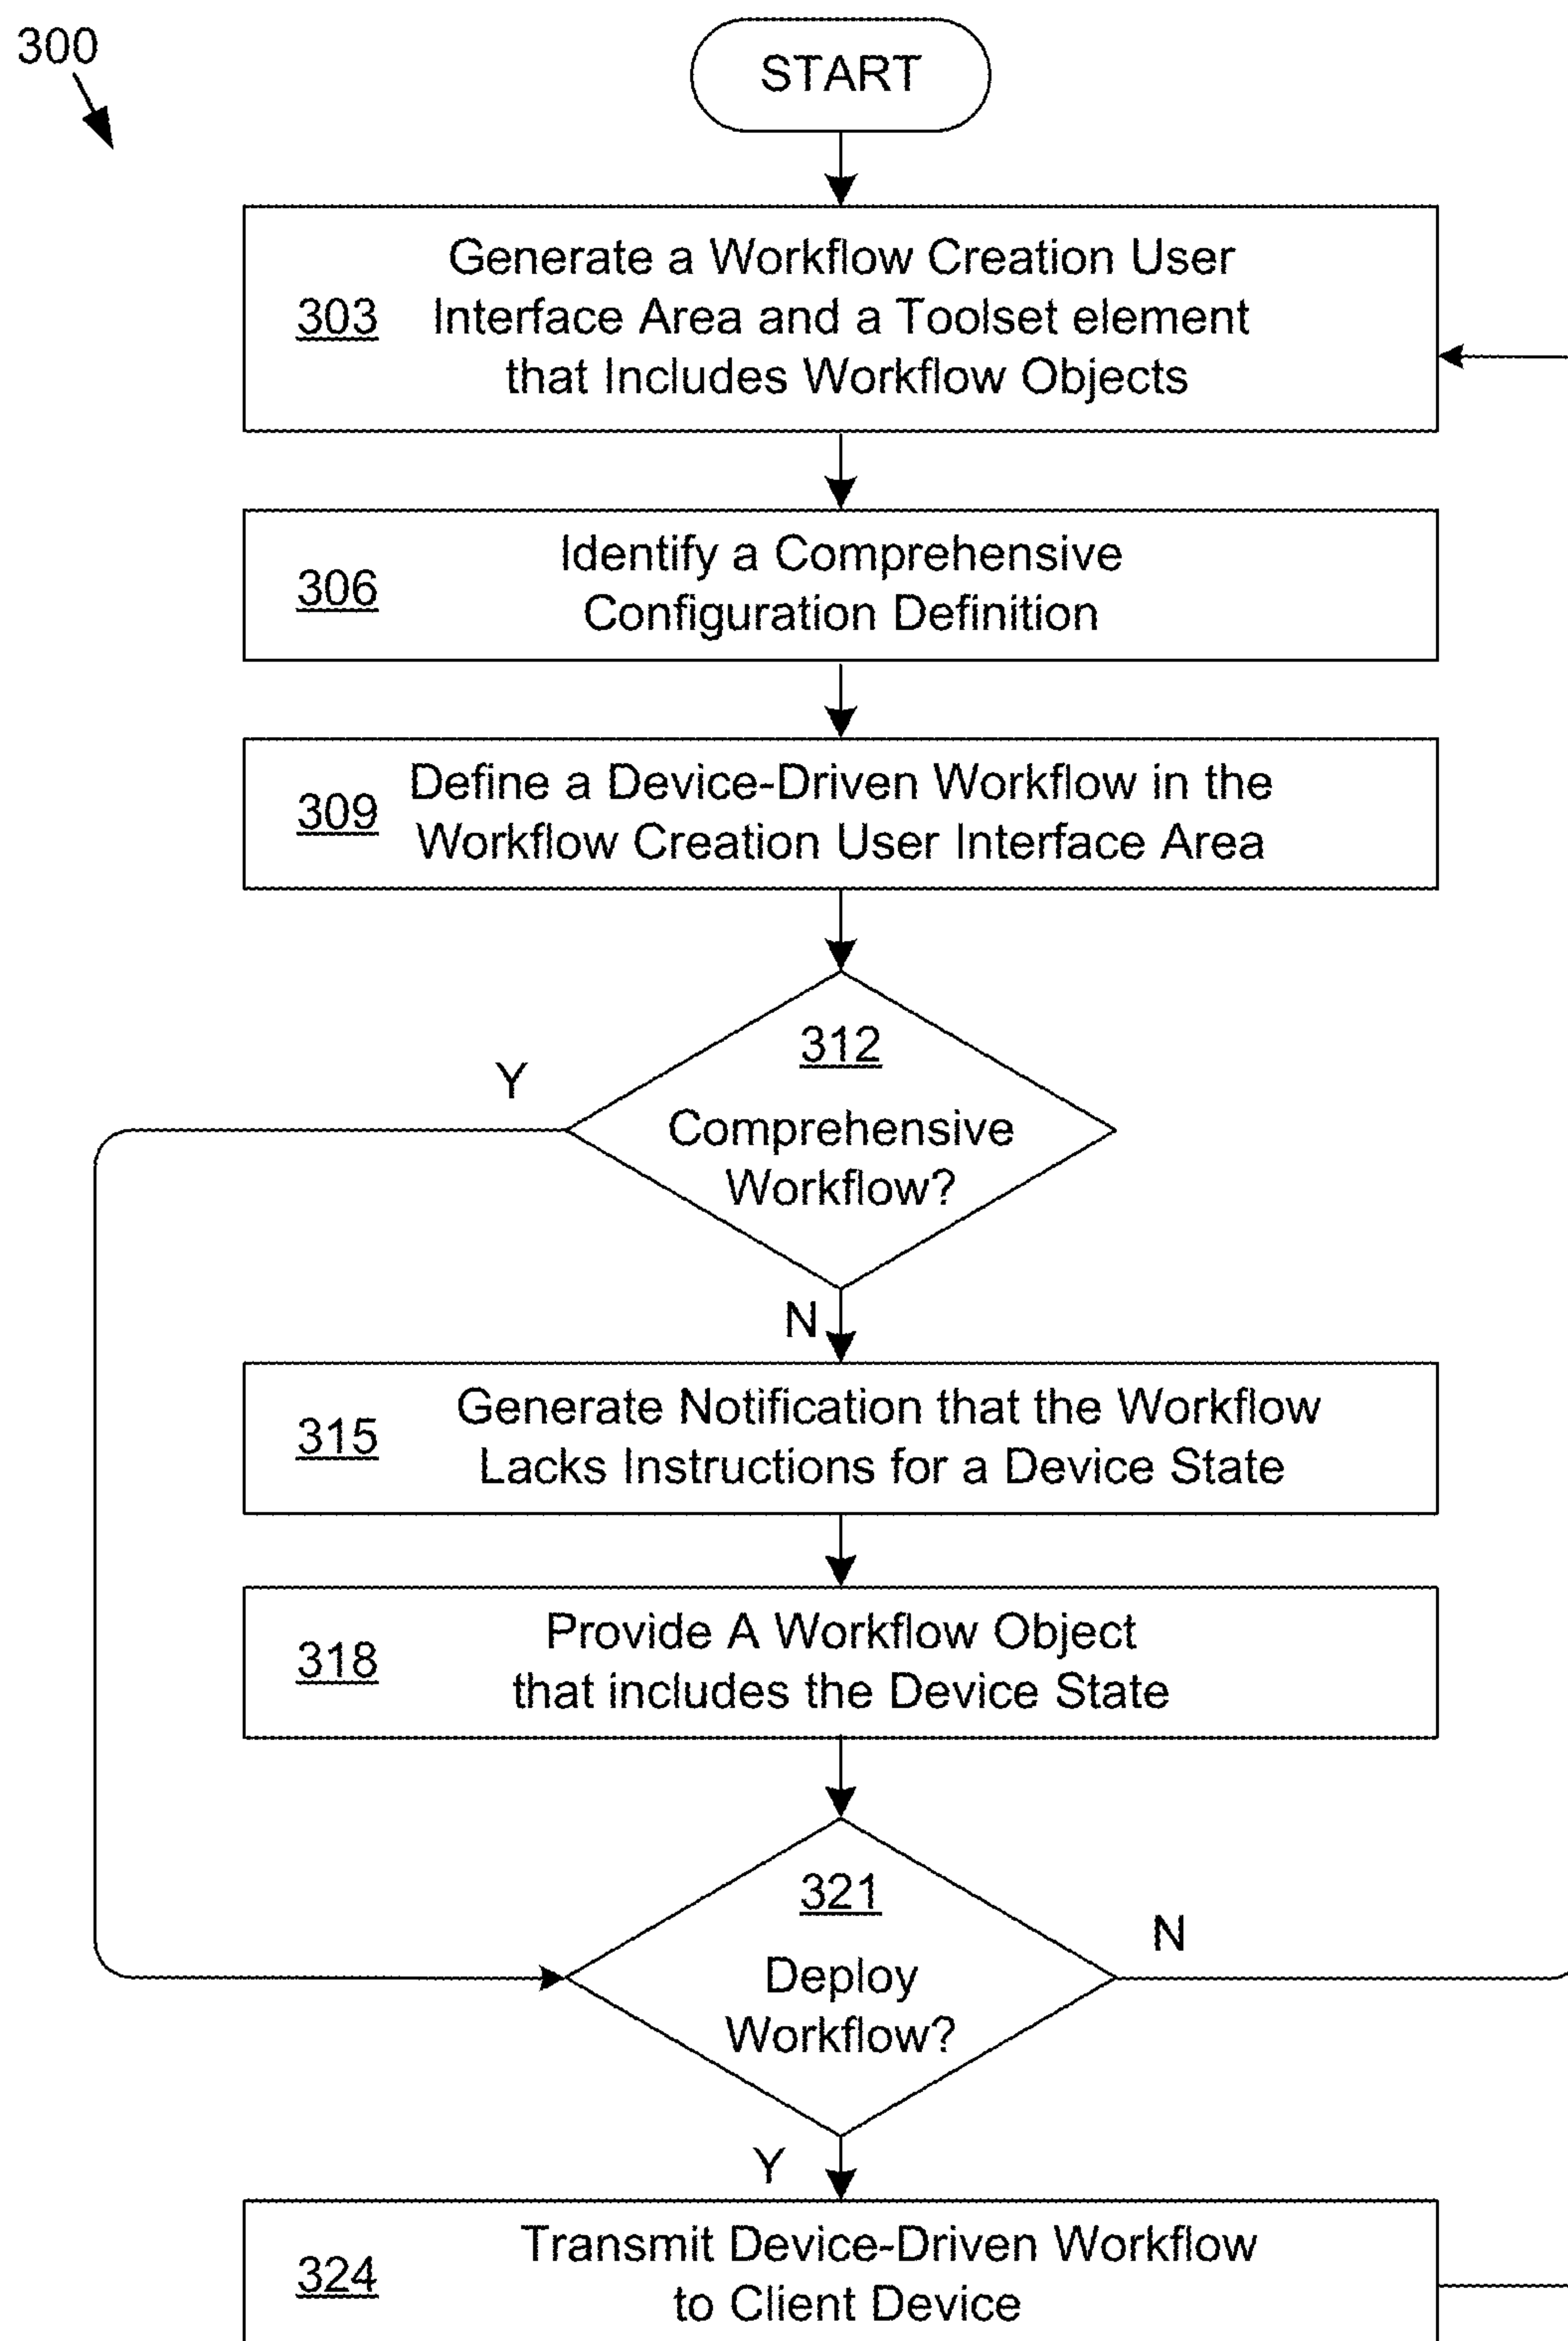 300
START
303
Generate a Workflow Creation User
Interface Area and a Toolset element
that Includes Workflow Objects
306
Identify a Comprehensive
Configuration Definition
309
Define a Device-Driven Workflow in the
Workflow Creation User Interface Area
312
Comprehensive
Workflow?
Y
N
315
Generate Notification that the Workflow
Lacks Instructions for a Device State
318
Provide A Workflow Object
that includes the Device State
321
Deploy
Workflow?
N
Y
324
Transmit Device-Driven Workflow
to Client Device